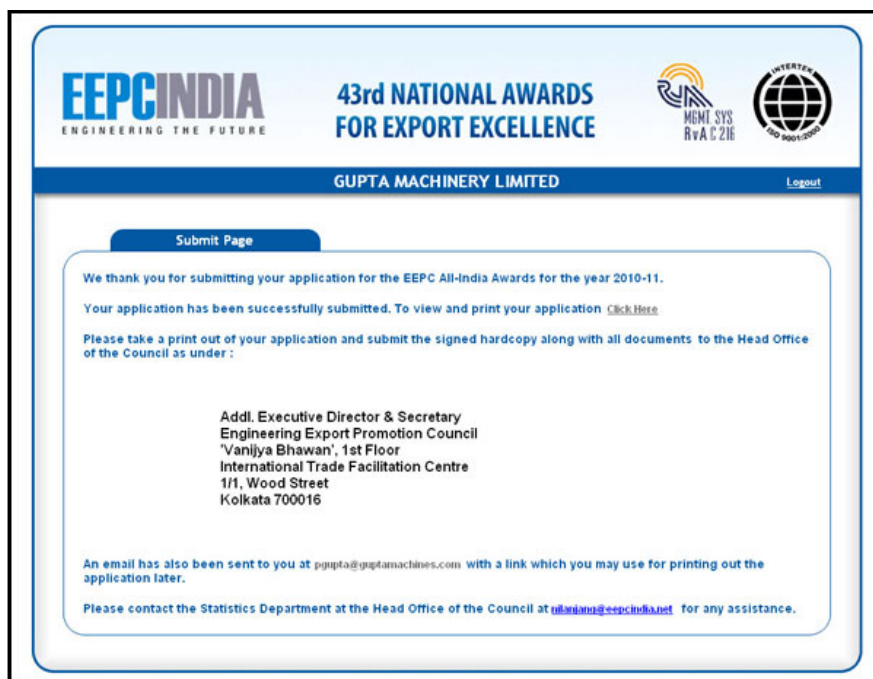 EEPCINDIA
ENGINEERING THE FUTURE
43rd NATIONAL AWARDS
FOR EXPORT EXCELLENCE
MGMT. SYS
RvA C 216
INTERTEK
ISO 9001:2000
GUPTA MACHINERY LIMITED
Logout
Submit Page
We thank you for submitting your application for the EEPC All-India Awards for the year 2010-11.
Your application has been successfully submitted. To view and print your application Click Here
Please take a print out of your application and submit the signed hardcopy along with all documents to the Head Office
of the Council as under :
Addl. Executive Director & Secretary
Engineering Export Promotion Council
'Vanijya Bhawan', 1st Floor
International Trade Facilitation Centre
1/1, Wood Street
Kolkata 700016
An email has also been sent to you at pgupta@guptamachines.com with a link which you may use for printing out the
application later.
Please contact the Statistics Department at the Head Office of the Council at nilanjang@eepcindia.net for any assistance.